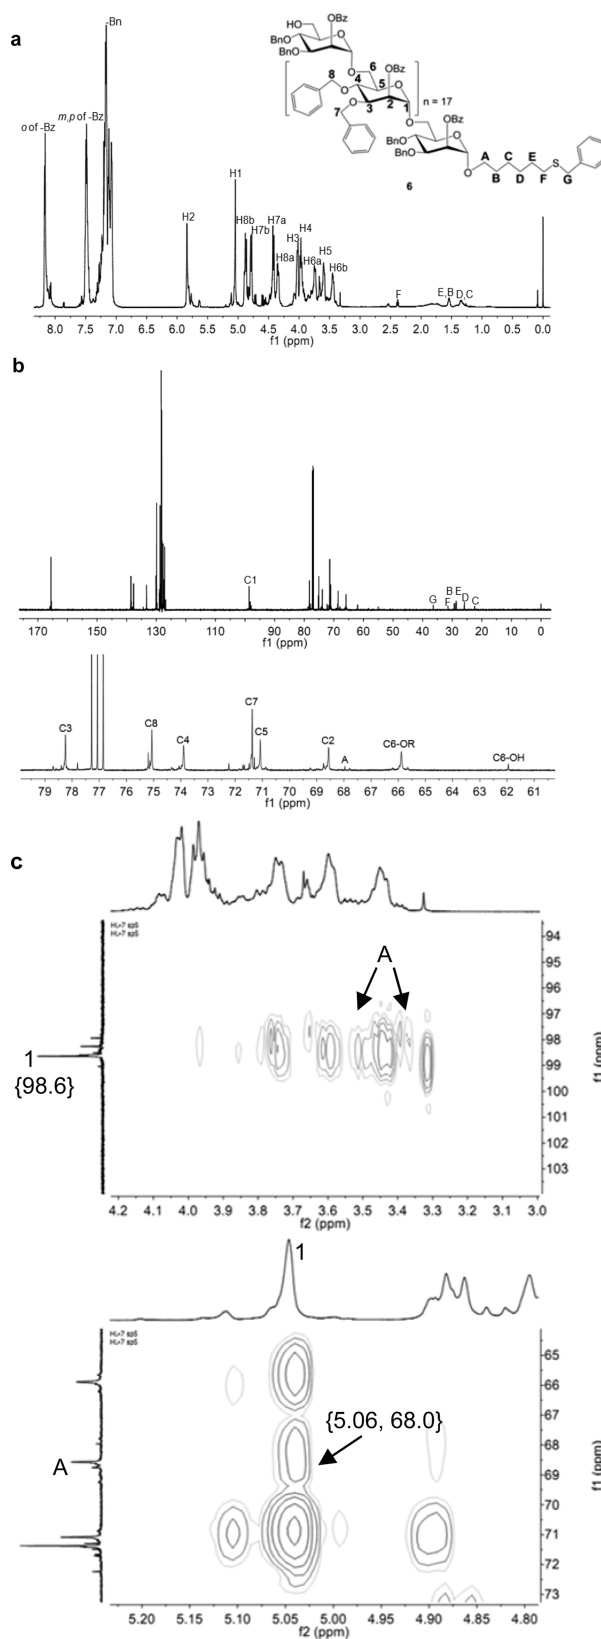 a
-Bn
o of -Bz
m,p of -Bz
HO
OBz
BnO
BnO
O
O
6
4
5
OBz
8
O
O
3
2
1
n = 17
7
O
O
OBz
BnO
BnO
O
O
A
B
C
D
E
F
S
G
6
H2
H1
H8b
H7b
H7a
H8a
H3
H4
H6a
H5
H6b
F
E,B
D,C
8.0 7.5 7.0 6.5 6.0 5.5 5.0 4.5 4.0 3.5 3.0 2.5 2.0 1.5 1.0 0.5 0.0
f1 (ppm)
b
C1
G
B
F
E
D
C
170 150 130 110 90 80 70 60 50 40 30 20 10 0
f1 (ppm)
C3
C8
C4
C7
C5
C2
A
C6-OR
C6-OH
79 78 77 76 75 74 73 72 71 70 69 68 67 66 65 64 63 62 61
f1 (ppm)
c
A
1
{98.6}
94
95
96
97
98
99
100
101
102
103
f1 (ppm)
4.2 4.1 4.0 3.9 3.8 3.7 3.6 3.5 3.4 3.3 3.2 3.1 3.0
f2 (ppm)
1
{5.06, 68.0}
A
65
66
67
68
69
70
71
72
73
f1 (ppm)
5.20 5.15 5.10 5.05 5.00 4.95 4.90 4.85 4.80
f2 (ppm)